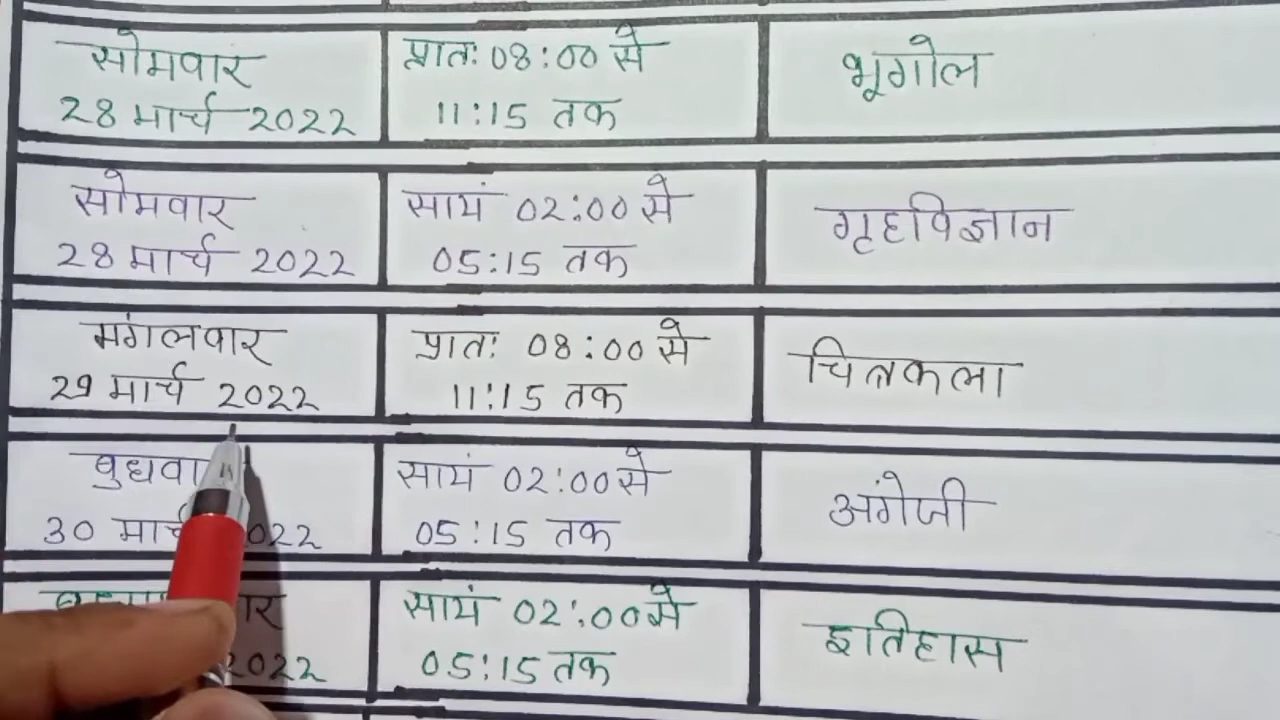 सोमवार
28 मार्च 2022
प्रातः 08:00 से
11:15 तक
भूगोल
सोमवार
28 मार्च 2022
सायं 02:00 से
05:15 तक
गृहविज्ञान
मंगलवार
29 मार्च 2022
प्रातः 08:00 से
11:15 तक
चित्रकला
30 मार्च 2022
सायं 02:00 से
05:15 तक
अंग्रेजी
2022
सायं 02:00 से
05:15 तक
इतिहास